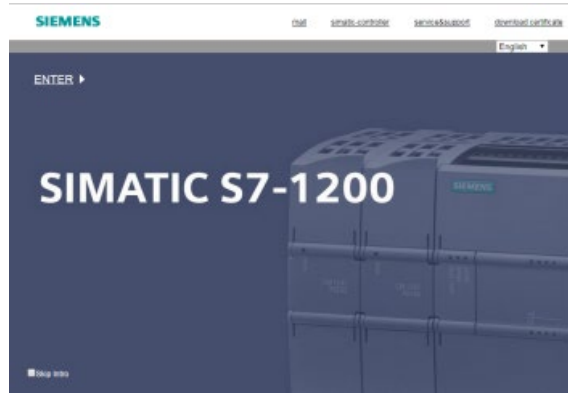 SIEMENS
mail simatic-controller service&support download certificate
English
ENTER
SIMATIC S7-1200
SIEMENS
Skip Intro